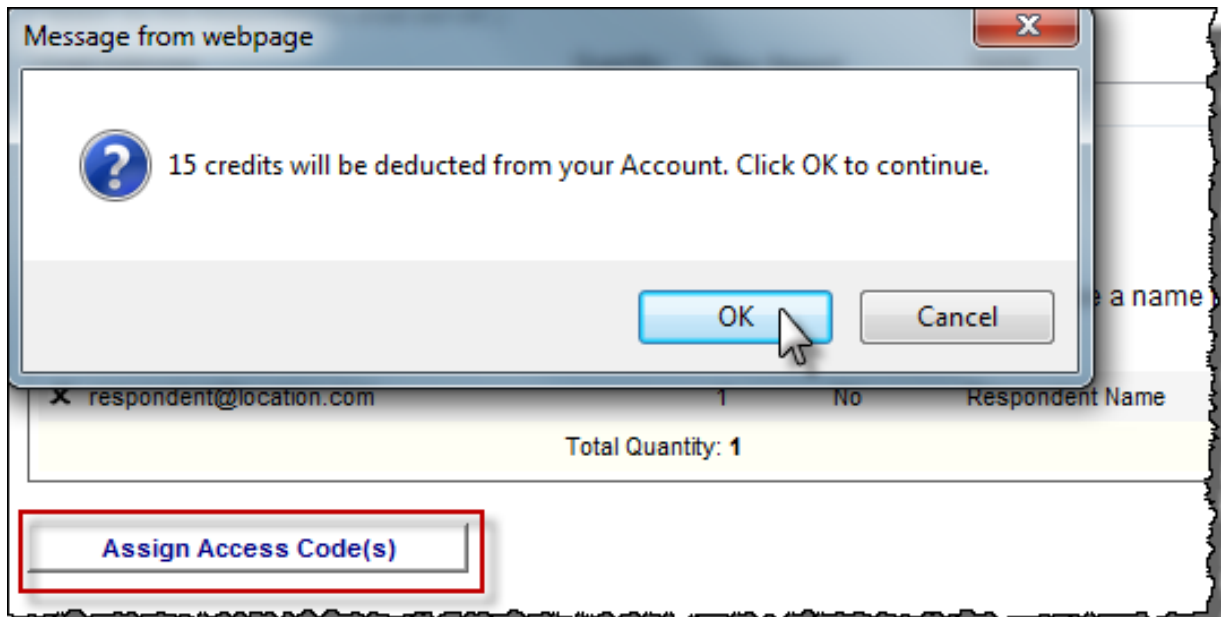 Message from webpage
15 credits will be deducted from your Account. Click OK to continue.
OK Cancel
a name
respondent@location.com 1 No Respondent Name
Total Quantity: 1
Assign Access Code(s)